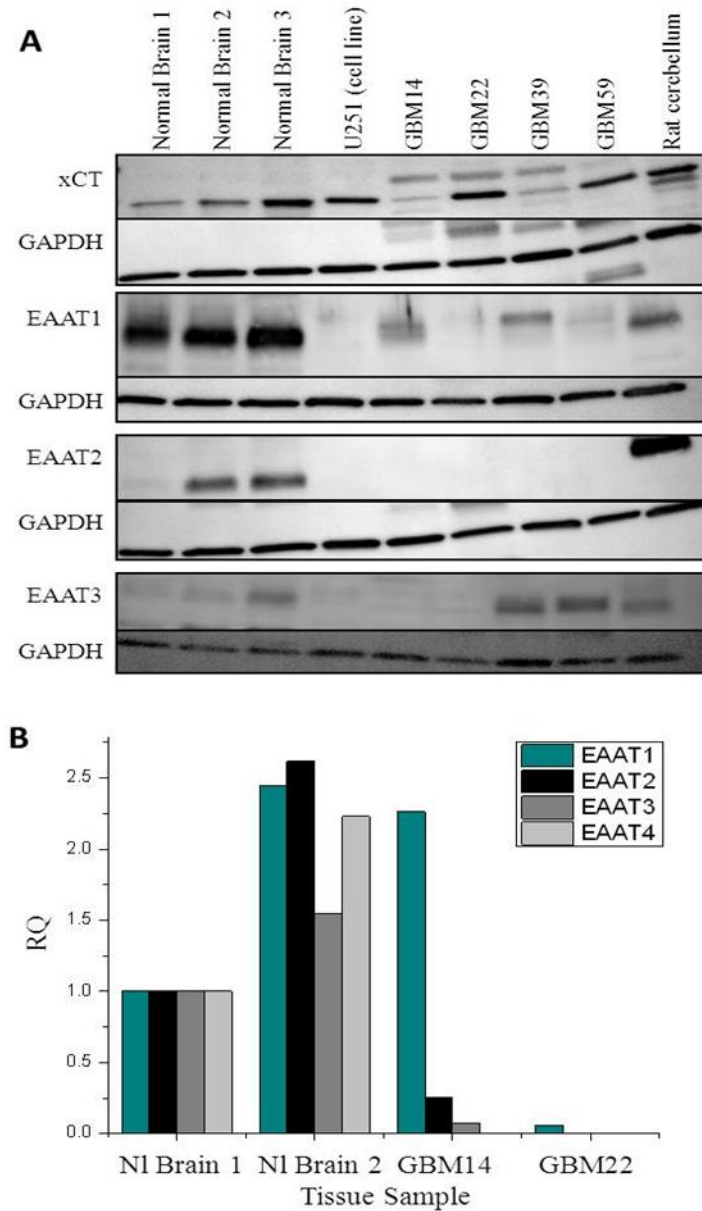 A
Normal Brain 1
Normal Brain 2
Normal Brain 3
U251 (cell line)
GBM14
GBM22
GBM39
GBM59
Rat cerebellum
xCT
GAPDH
EAAT1
GAPDH
EAAT2
GAPDH
EAAT3
GAPDH
B
EAAT1
EAAT2
EAAT3
EAAT4
2.5
2.0
1.5
1.0
0.5
0.0
RQ
Nl Brain 1 Nl Brain 2 GBM14 GBM22
Tissue Sample